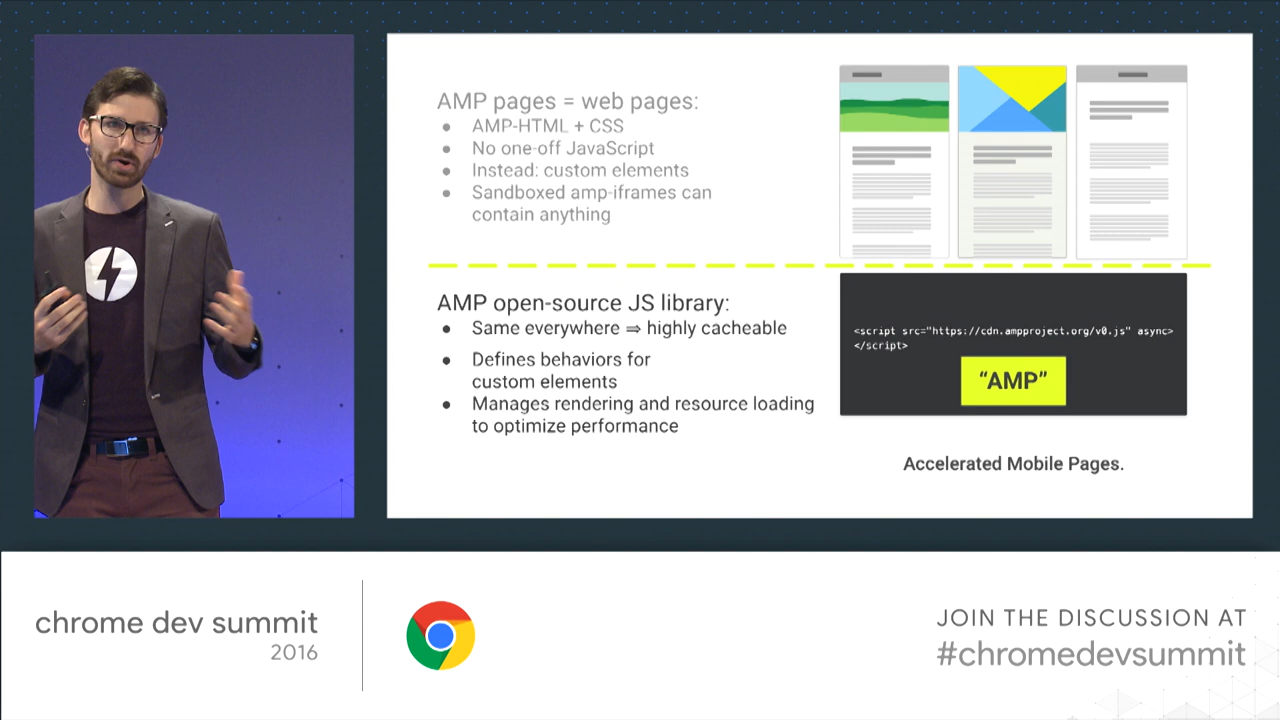 AMP pages = web pages:
● AMP-HTML + CSS
● No one-off JavaScript
● Instead: custom elements
● Sandboxed amp-iframes can
contain anything
AMP open-source JS library:
● Same everywhere ⇒ highly cacheable
● Defines behaviors for
custom elements
● Manages rendering and resource loading
to optimize performance
<script src="https://cdn.ampproject.org/v0.js" async>
</script>
“AMP”
Accelerated Mobile Pages.
chrome dev summit
2016
JOIN THE DISCUSSION AT
#chromedevsummit